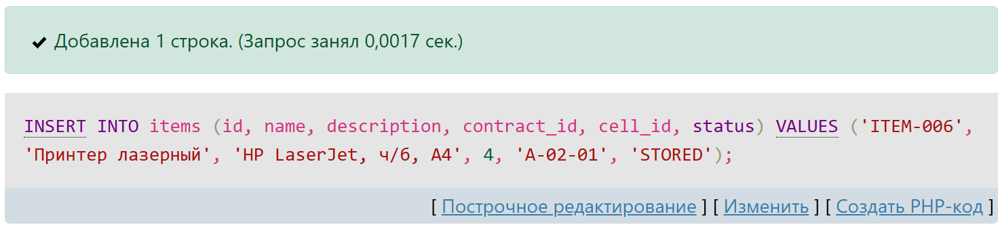 Добавлена 1 строка. (Запрос занял 0,0017 сек.)
INSERT INTO items (id, name, description, contract_id, cell_id, status) VALUES ('ITEM-006',
'Принтер лазерный', 'HP LaserJet, ч/б, A4', 4, 'A-02-01', 'STORED');
[ Построчное редактирование ] [ Изменить ] [ Создать PHP-код ]